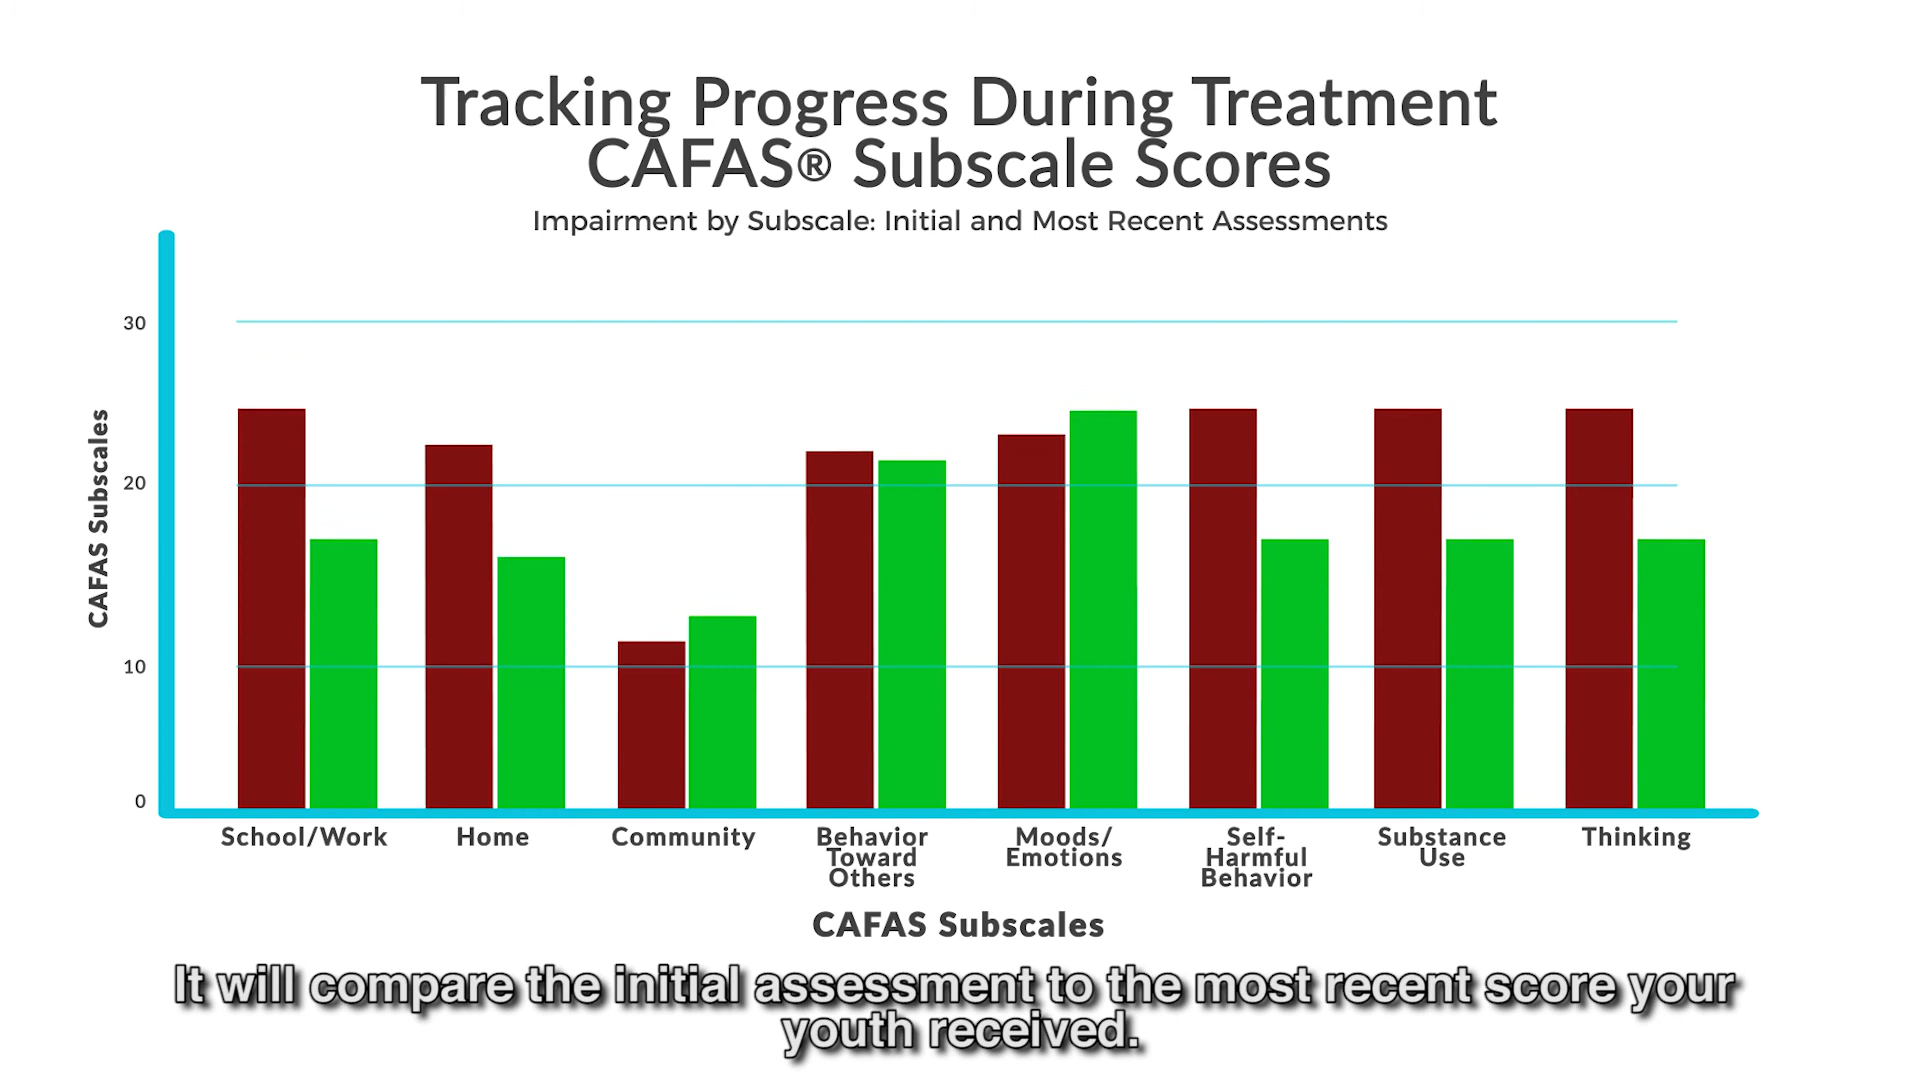 Tracking Progress During Treatment
CAFAS® Subscale Scores
Impairment by Subscale: Initial and Most Recent Assessments
CAFAS Subscales
30
20
10
0
School/Work
Home
Community
Behavior
Toward
Others
Moods/
Emotions
Self-
Harmful
Behavior
Substance
Use
Thinking
CAFAS Subscales
It will compare the initial assessment to the most recent score your
youth received.